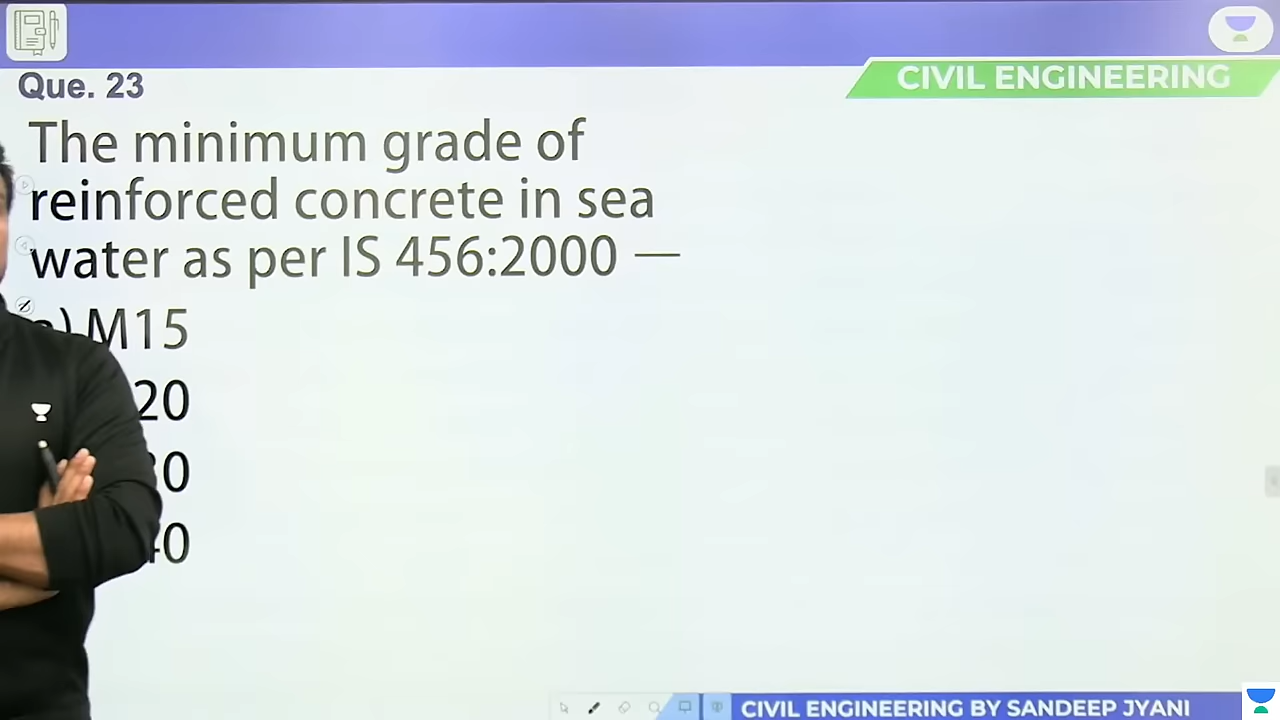 Que. 23
CIVIL ENGINEERING
The minimum grade of
reinforced concrete in sea
water as per IS 456:2000 —
a) M15
20
30
40
CIVIL ENGINEERING BY SANDEEP JYANI